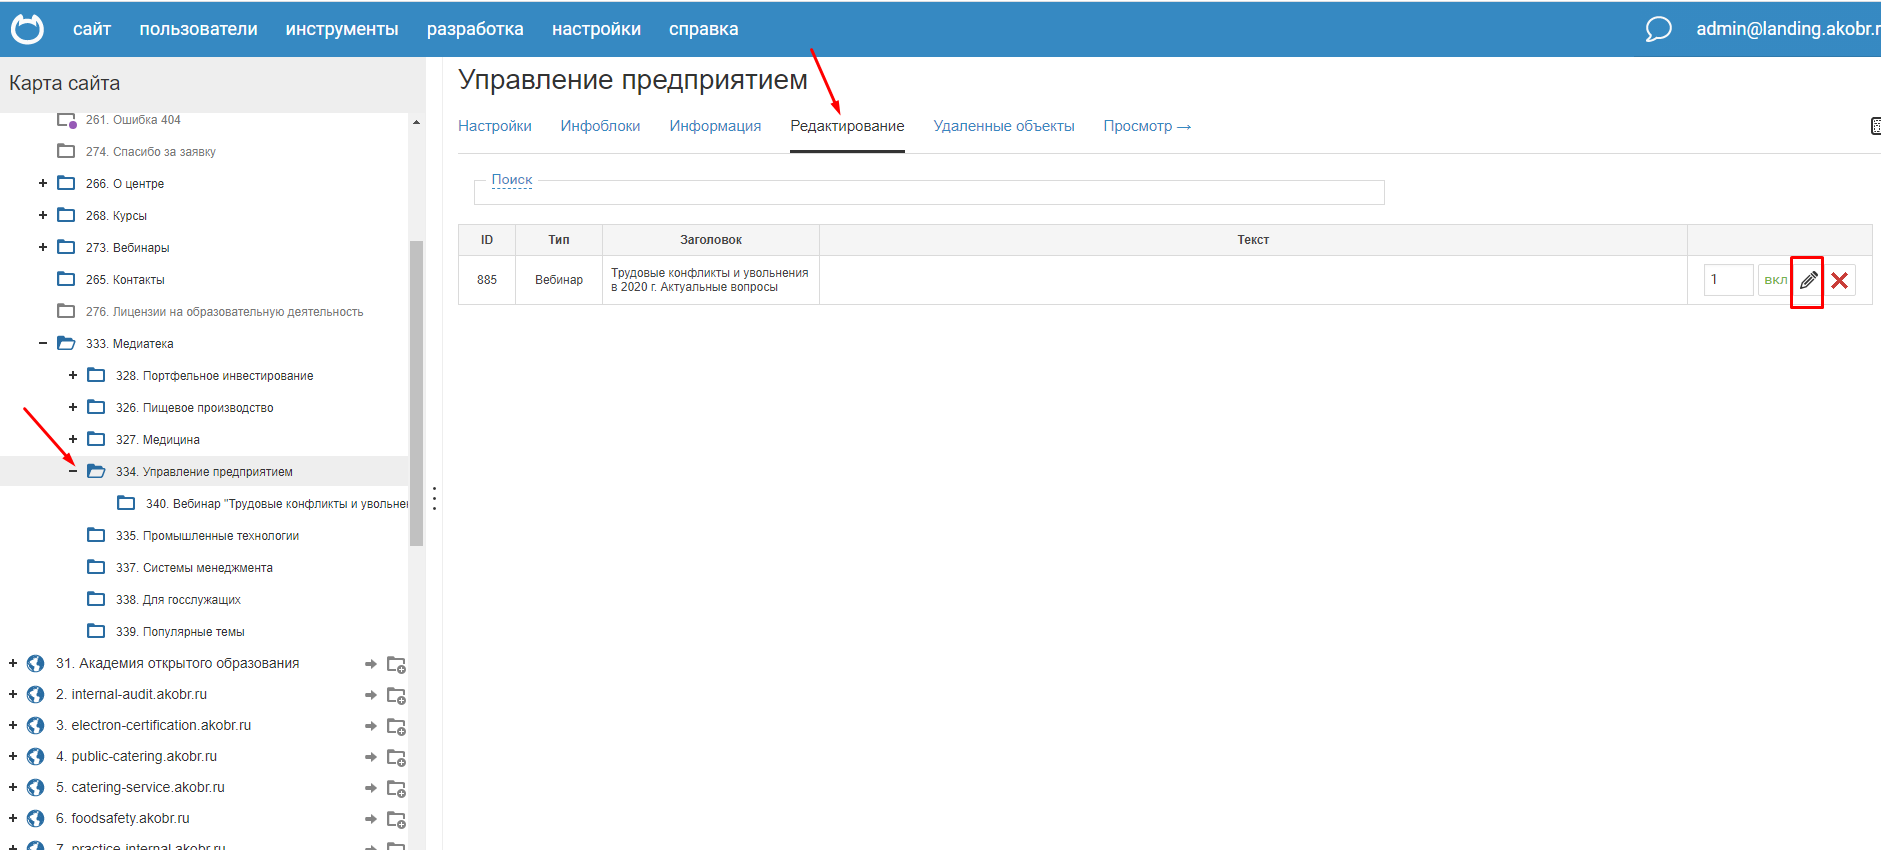 сайт пользователи инструменты разработка настройки справка admin@landing.akobr.r
Карта сайта
261. Ошибка 404
274. Спасибо за заявку
266. О центре
268. Курсы
273. Вебинары
265. Контакты
276. Лицензии на образовательную деятельность
333. Медиатека
328. Портфельное инвестирование
326. Пищевое производство
327. Медицина
334. Управление предприятием
340. Вебинар "Трудовые конфликты и увольнен
335. Промышленные технологии
337. Системы менеджмента
338. Для госслужащих
339. Популярные темы
31. Академия открытого образования
2. internal-audit.akobr.ru
3. electron-certification.akobr.ru
4. public-catering.akobr.ru
5. catering-service.akobr.ru
6. foodsafety.akobr.ru
7. practice-internal.akobr.ru
Управление предприятием
Настройки Инфоблоки Информация Редактирование Удаленные объекты Просмотр →
Поиск
ID Тип Заголовок Текст
885 Вебинар Трудовые конфликты и увольнения
в 2020 г. Актуальные вопросы
1 вкл